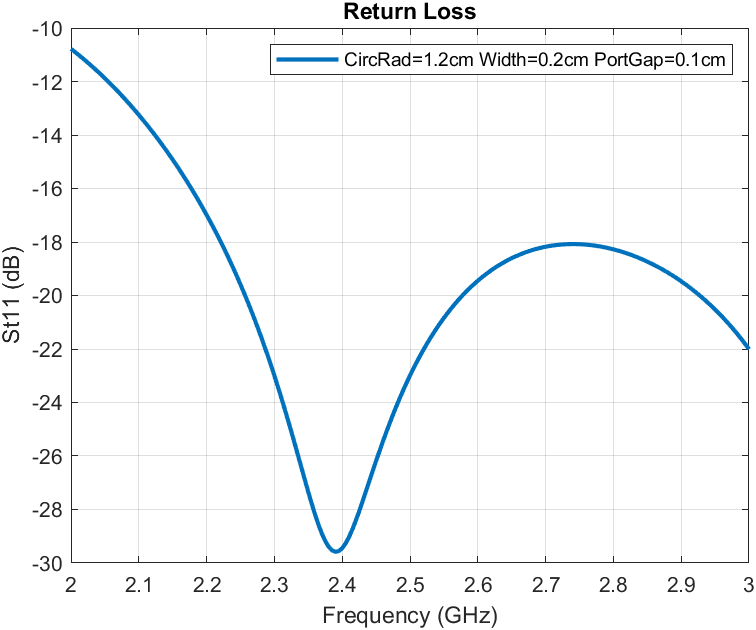 Return Loss
CircRad=1.2cm Width=0.2cm PortGap=0.1cm
St11 (dB)
-10
-12
-14
-16
-18
-20
-22
-24
-26
-28
-30
2 2.1 2.2 2.3 2.4 2.5 2.6 2.7 2.8 2.9 3
Frequency (GHz)